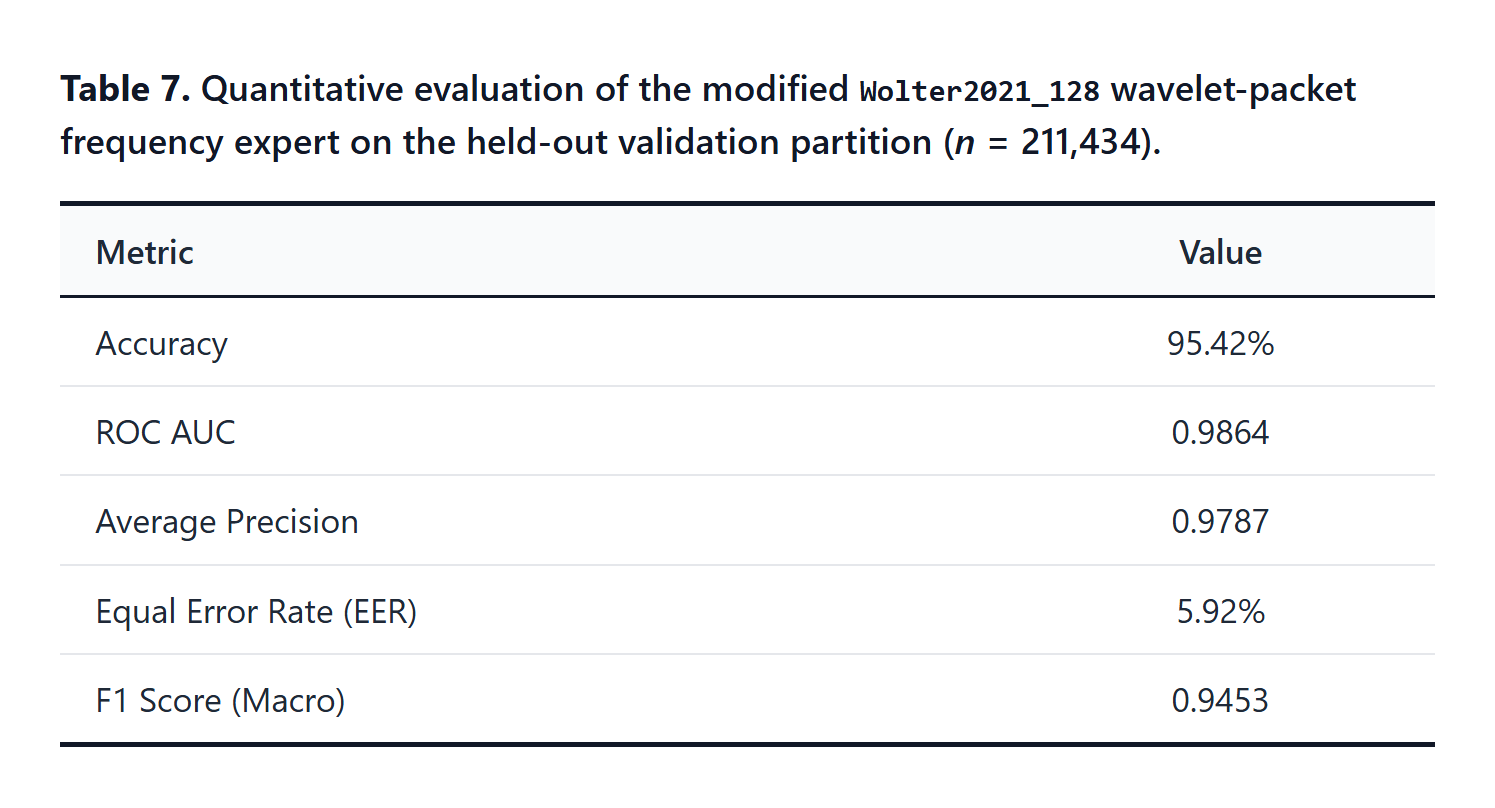 Table 7. Quantitative evaluation of the modified Wolter2021_128 wavelet-packet
frequency expert on the held-out validation partition (n = 211,434).
Metric Value
Accuracy 95.42%
ROC AUC 0.9864
Average Precision 0.9787
Equal Error Rate (EER) 5.92%
F1 Score (Macro) 0.9453